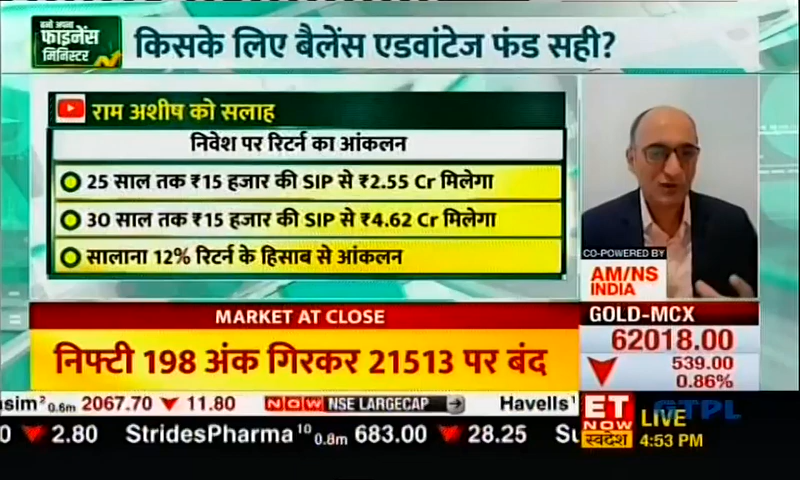 बनो अपना
फाइनेंस
मिनिस्टर
किसके लिए बैलेंस एडवांटेज फंड सही?
राम अशीष को सलाह
निवेश पर रिटर्न का आंकलन
25 साल तक ₹15 हजार की SIP से ₹2.55 Cr मिलेगा
30 साल तक ₹15 हजार की SIP से ₹4.62 Cr मिलेगा
सालाना 12% रिटर्न के हिसाब से आंकलन
CO-POWERED BY
AM/NS
INDIA
MARKET AT CLOSE
निफ्टी 198 अंक गिरकर 21513 पर बंद
GOLD-MCX
62018.00
539.00
0.86%
asim² 0.6m 2067.70 11.80 NOW NSE LARGECAP Havells
0 2.80 StridesPharma¹⁰ 0.8m 683.00 28.25 Su
ET
NOW
स्वदेश
GTPL
LIVE
4:53 PM